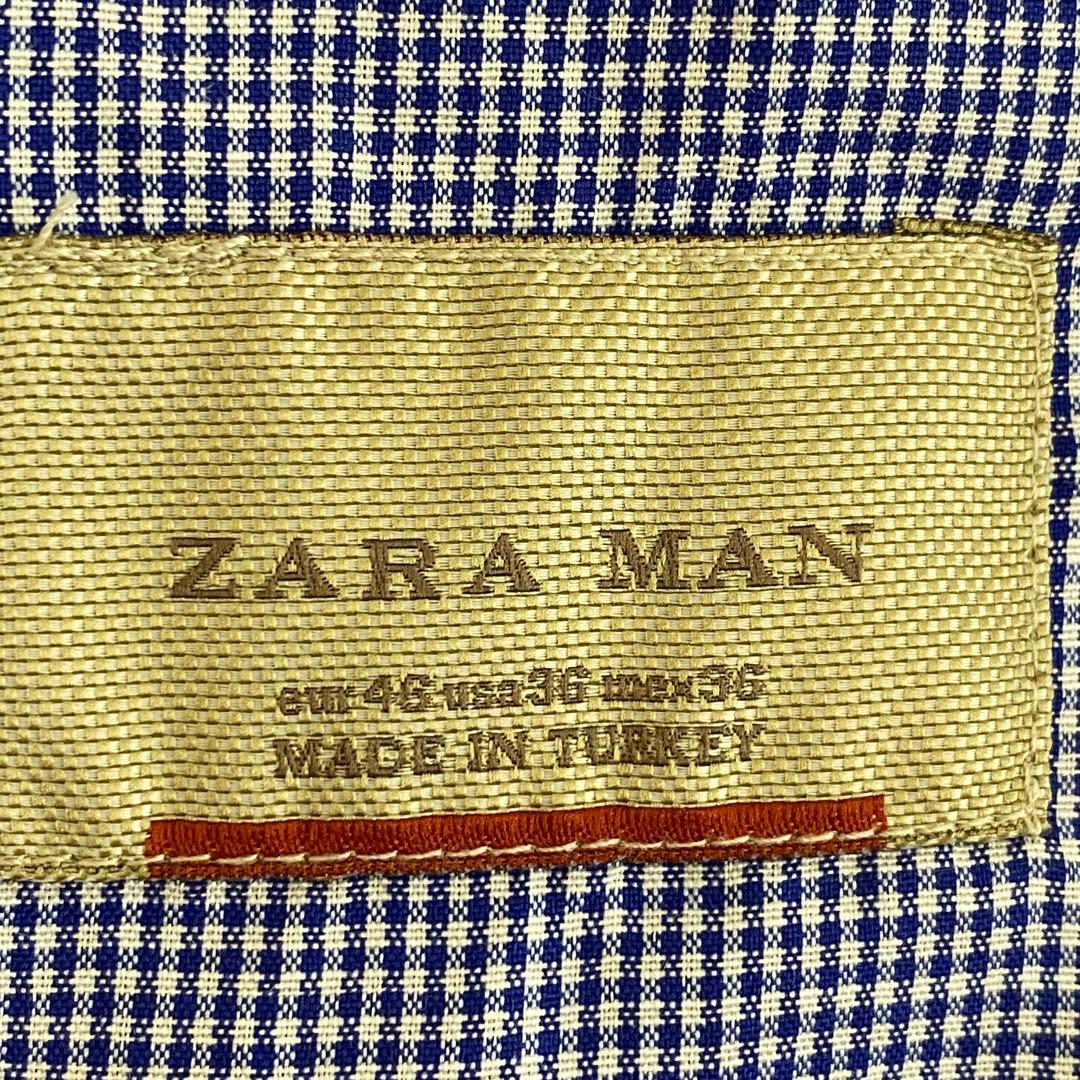 ZARA MAN
eur 46 usa 36 mex 36
MADE IN TURKEY